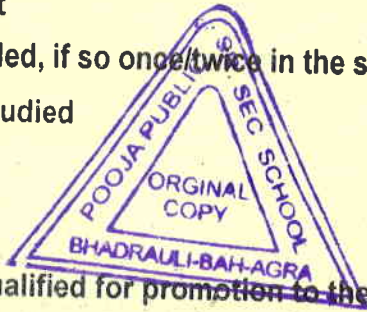 led, if so once/twice in the s
udied
POOJA PUBLIC SR. SEC SCHOOL
ORGINAL
COPY
BHADRAULI-BAH-AGRA
alified for promotion to the